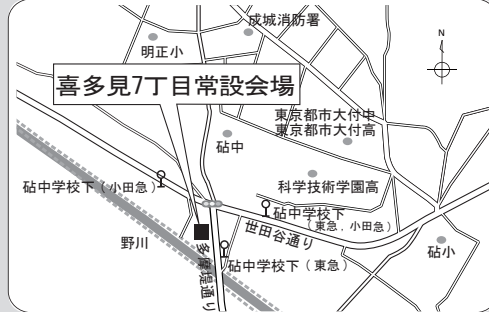 成城消防署
N
明正小
喜多見7丁目常設会場
東京都市大付中
東京都市大付高
砧中
科学技術学園高
砧中学校下（小田急）
砧中学校下
（東急．小田急）
世田谷通り
野川
砧小
多摩堤通り
砧中学校下（東急）